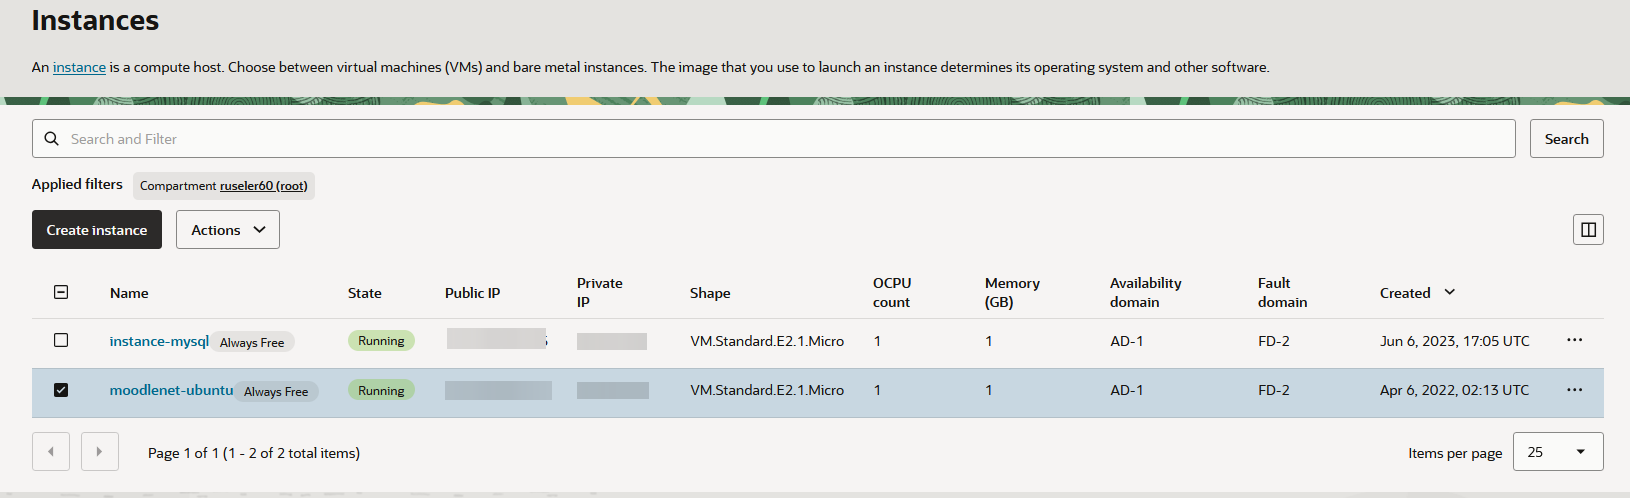 Instances
An instance is a compute host. Choose between virtual machines (VMs) and bare metal instances. The image that you use to launch an instance determines its operating system and other software.
Search and Filter
Search
Applied filters
Compartment ruseler60 (root)
Create instance
Actions
Name State Public IP Private IP Shape OCPU count Memory (GB) Availability domain Fault domain Created
instance-mysql Always Free Running VM.Standard.E2.1.Micro 1 1 AD-1 FD-2 Jun 6, 2023, 17:05 UTC
moodlenet-ubuntu Always Free Running VM.Standard.E2.1.Micro 1 1 AD-1 FD-2 Apr 6, 2022, 02:13 UTC
Page 1 of 1 (1 - 2 of 2 total items)
Items per page 25